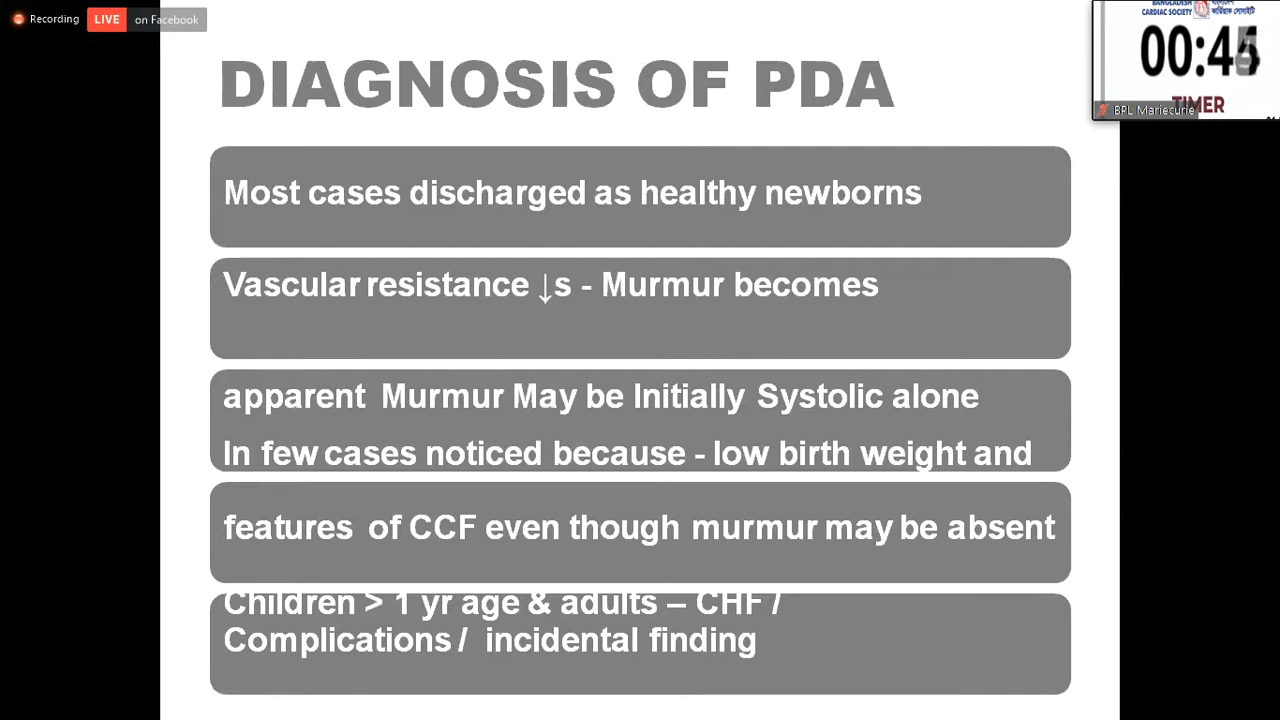 Recording
LIVE on Facebook
BANGLADESH
CARDIAC SOCIETY
বাংলাদেশ
কার্ডিয়াক সোসাইটি
TIMER
BPL Mariecurie
DIAGNOSIS OF PDA
Most cases discharged as healthy newborns
Vascular resistance ↓s - Murmur becomes
apparent Murmur May be Initially Systolic alone
In few cases noticed because - low birth weight and
features of CCF even though murmur may be absent
Children > 1 yr age & adults – CHF /
Complications / incidental finding